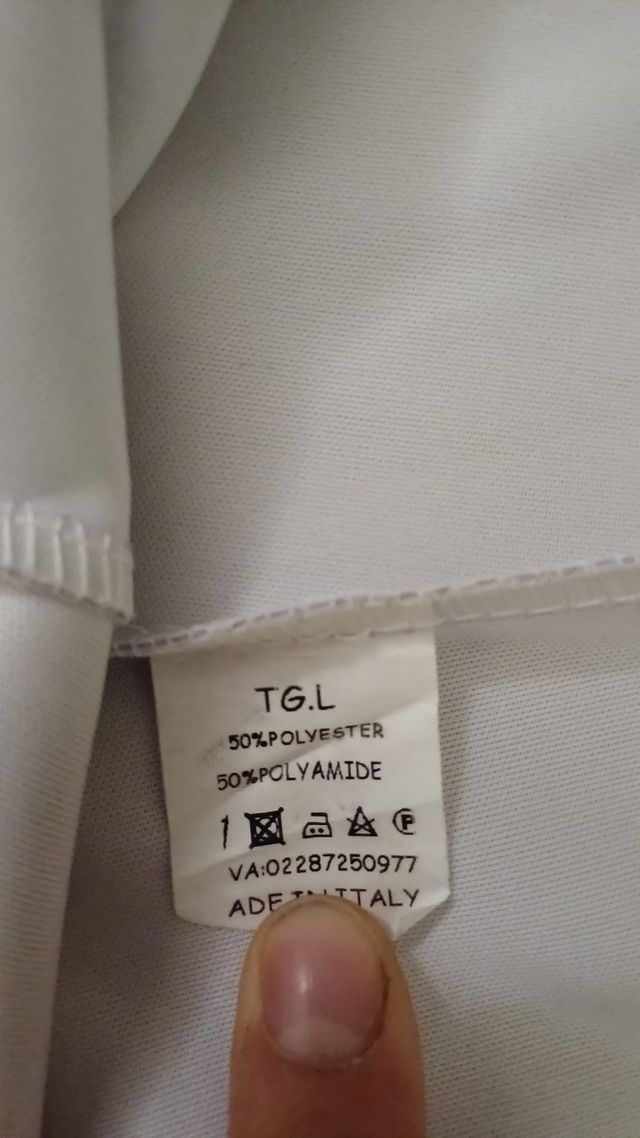 TG.L
50%POLYESTER
50%POLYAMIDE
P
VA:02287250977
ADE IN ITALY